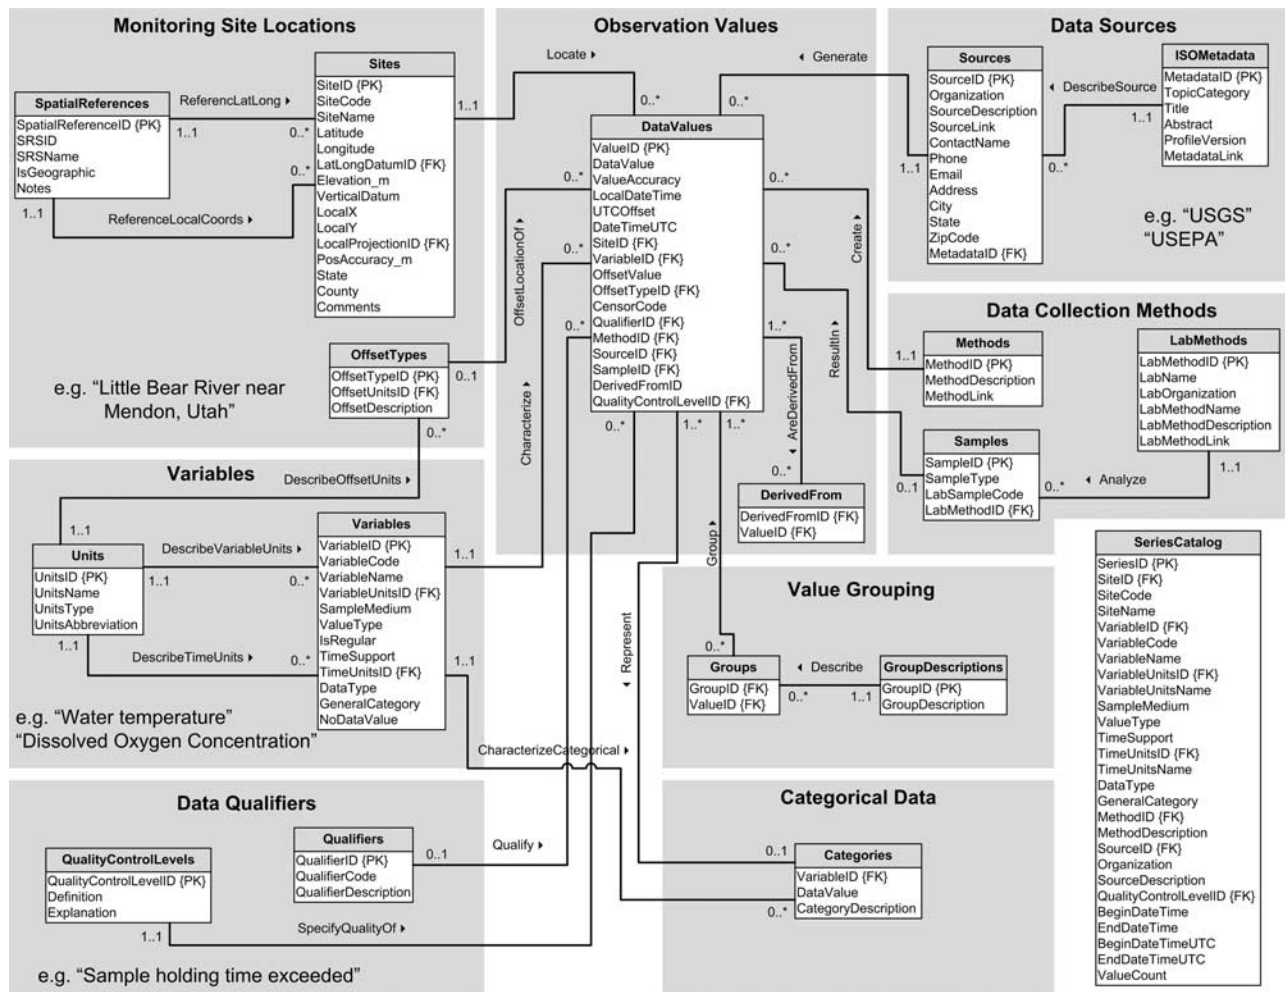 Monitoring Site Locations
Sites
SiteID {PK}
SiteCode
SiteName
Latitude
Longitude
LatLongDatumID {FK}
Elevation_m
VerticalDatum
LocalX
LocalY
LocalProjectionID {FK}
PosAccuracy_m
State
County
Comments
SpatialReferences
SpatialReferenceID {PK}
SRSID
SRSName
IsGeographic
Notes
ReferencLatLong
1..1
0..*
0..*
1..1
ReferenceLocalCoords
1..1
OffsetTypes
OffsetTypeID {PK}
OffsetUnitsID {FK}
OffsetDescription
0..1
0..*
e.g. “Little Bear River near
Mendon, Utah”
Observation Values
Locate
Generate
0..*
0..*
DataValues
ValueID {PK}
DataValue
ValueAccuracy
LocalDateTime
UTCOffset
DateTimeUTC
SiteID {FK}
VariableID {FK}
OffsetValue
OffsetTypeID {FK}
CensorCode
QualifierID {FK}
MethodID {FK}
SourceID {FK}
SampleID {FK}
DerivedFromID
QualityControlLevelID {FK}
0..*
0..*
0..*
0..*
0..*
1..*
0..*
1..*
1..*
OffsetLocationOf
Characterize
Create
ResultIn
AreDerivedFrom
Group
Represent
0..*
DerivedFrom
DerivedFromID {FK}
ValueID {FK}
Data Sources
Sources
SourceID {PK}
Organization
SourceDescription
SourceLink
ContactName
Phone
Email
Address
City
State
ZipCode
MetadataID {FK}
1..1
DescribeSource
0..*
1..1
ISOMetadata
MetadataID {PK}
TopicCategory
Title
Abstract
ProfileVersion
MetadataLink
e.g. “USGS”
“USEPA”
Data Collection Methods
Methods
MethodID {PK}
MethodDescription
MethodLink
1..1
LabMethods
LabMethodID {PK}
LabName
LabOrganization
LabMethodName
LabMethodDescription
LabMethodLink
1..1
Samples
SampleID {PK}
SampleType
LabSampleCode
LabMethodID {FK}
0..1
0..*
Analyze
Variables
DescribeOffsetUnits
1..1
Units
UnitsID {PK}
UnitsName
UnitsType
UnitsAbbreviation
DescribeVariableUnits
1..1
0..*
1..1
DescribeTimeUnits
0..*
Variables
VariableID {PK}
VariableCode
VariableName
VariableUnitsID {FK}
SampleMedium
ValueType
IsRegular
TimeSupport
TimeUnitsID {FK}
DataType
GeneralCategory
NoDataValue
1..1
1..1
e.g. “Water temperature”
“Dissolved Oxygen Concentration”
CharacterizeCategorical
Value Grouping
0..*
Groups
GroupID {FK}
ValueID {FK}
Describe
0..*
1..1
GroupDescriptions
GroupID {PK}
GroupDescription
Data Qualifiers
Qualifiers
QualifierID {PK}
QualifierCode
QualifierDescription
0..1
Qualify
QualityControlLevels
QualityControlLevelID {PK}
Definition
Explanation
1..1
SpecifyQualityOf
e.g. “Sample holding time exceeded”
Categorical Data
0..1
0..*
Categories
VariableID {FK}
DataValue
CategoryDescription
SeriesCatalog
SeriesID {PK}
SiteID {FK}
SiteCode
SiteName
VariableID {FK}
VariableCode
VariableName
VariableUnitsID {FK}
VariableUnitsName
SampleMedium
ValueType
TimeSupport
TimeUnitsID {FK}
TimeUnitsName
DataType
GeneralCategory
MethodID {FK}
MethodDescription
SourceID {FK}
Organization
SourceDescription
QualityControlLevelID {FK}
BeginDateTime
EndDateTime
BeginDateTimeUTC
EndDateTimeUTC
ValueCount